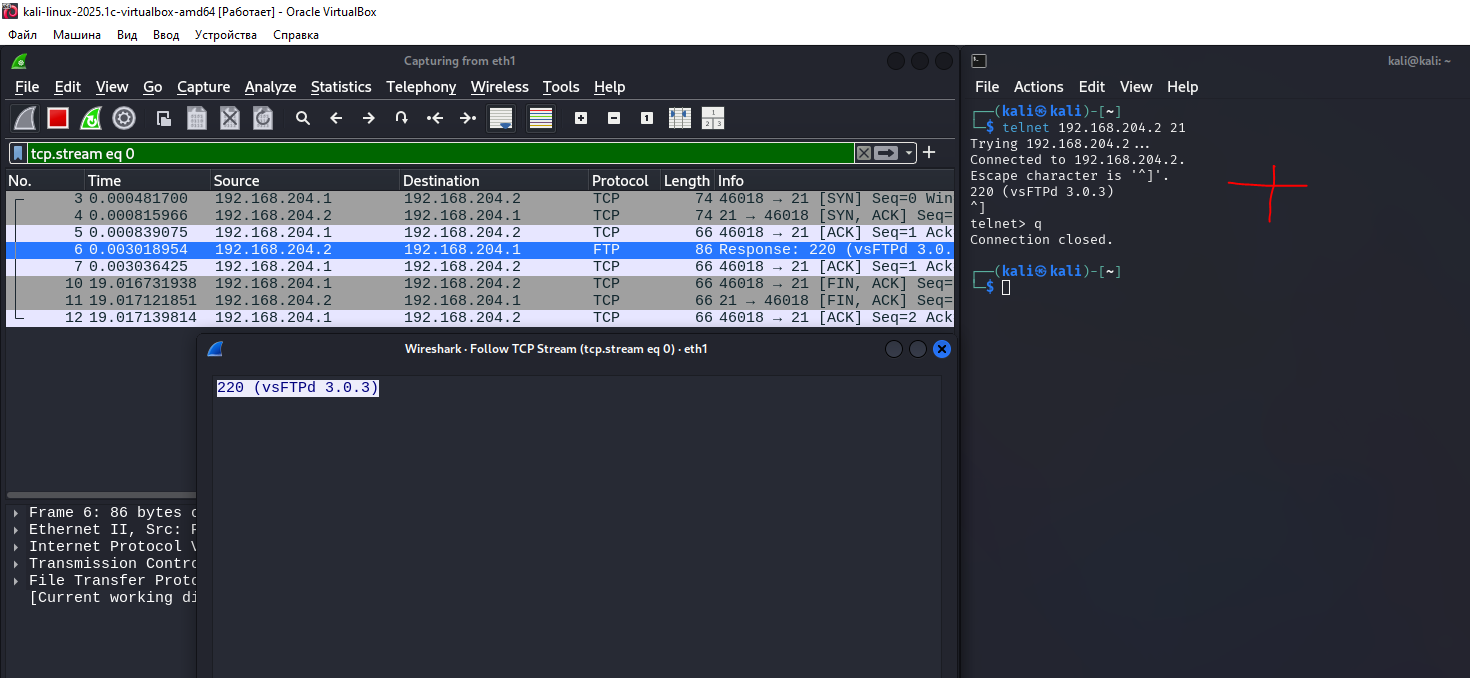 kali-linux-2025.1c-virtualbox-amd64 [Работает] - Oracle VirtualBox
Файл Машина Вид Ввод Устройства Справка
Capturing from eth1
File Edit View Go Capture Analyze Statistics Telephony Wireless Tools Help
tcp.stream eq 0
No. Time Source Destination Protocol Length Info
3 0.000481700 192.168.204.1 192.168.204.2 TCP 74 46018 → 21 [SYN] Seq=0 Win
4 0.000815966 192.168.204.2 192.168.204.1 TCP 74 21 → 46018 [SYN, ACK] Seq=
5 0.000839075 192.168.204.1 192.168.204.2 TCP 66 46018 → 21 [ACK] Seq=1 Ack
6 0.003018954 192.168.204.2 192.168.204.1 FTP 86 Response: 220 (vsFTPd 3.0.
7 0.003036425 192.168.204.1 192.168.204.2 TCP 66 46018 → 21 [ACK] Seq=1 Ack
10 19.016731938 192.168.204.1 192.168.204.2 TCP 66 46018 → 21 [FIN, ACK] Seq=
11 19.017121851 192.168.204.2 192.168.204.1 TCP 66 21 → 46018 [FIN, ACK] Seq=
12 19.017139814 192.168.204.1 192.168.204.2 TCP 66 46018 → 21 [ACK] Seq=2 Ack
Wireshark · Follow TCP Stream (tcp.stream eq 0) · eth1
220 (vsFTPd 3.0.3)
Frame 6: 86 bytes
Ethernet II, Src:
Internet Protocol
Transmission Contro
File Transfer Proto
[Current working di
kali@kali: ~
File Actions Edit View Help
┌──(kali㉿kali)-[~]
└─$ telnet 192.168.204.2 21
Trying 192.168.204.2...
Connected to 192.168.204.2.
Escape character is '^]'.
220 (vsFTPd 3.0.3)
^]
telnet> q
Connection closed.
┌──(kali㉿kali)-[~]
└─$